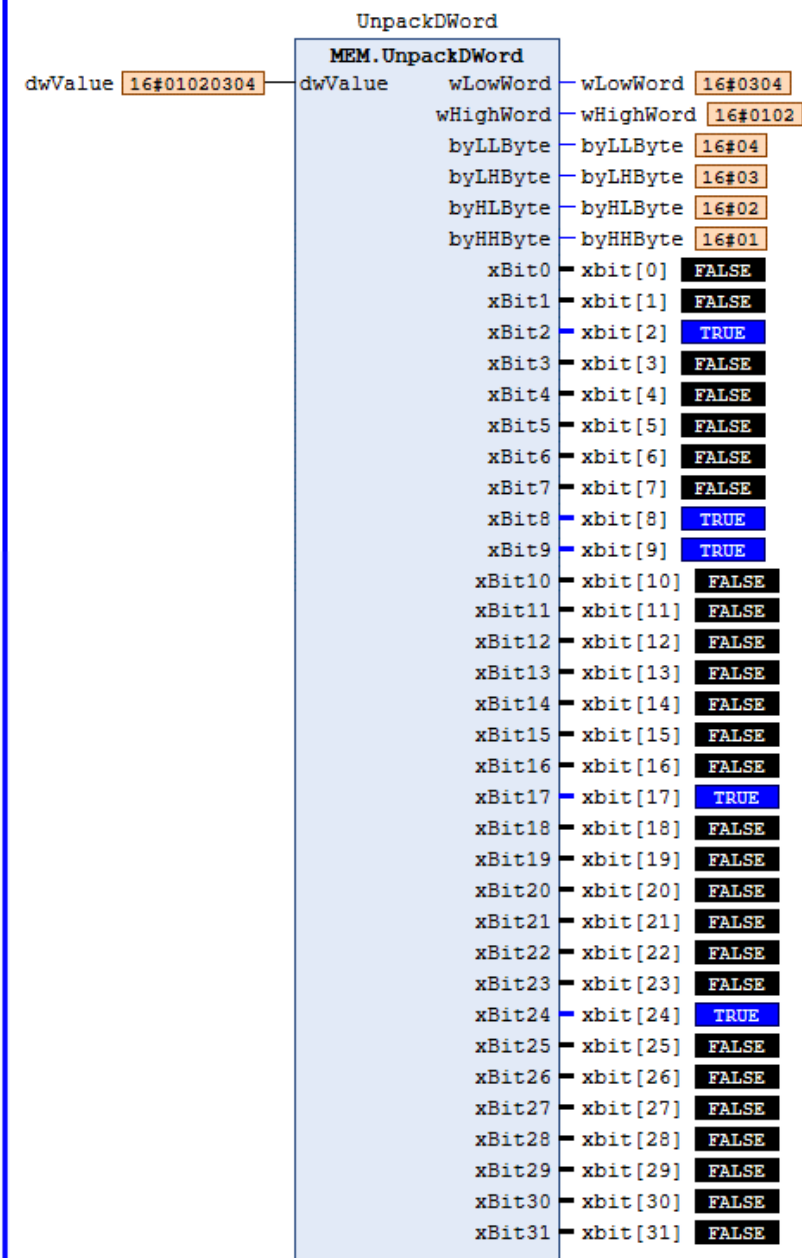 UnpackDWord
MEM.UnpackDWord
dwValue 16#01020304 dwValue wLowWord wLowWord 16#0304
wHighWord wHighWord 16#0102
byLLByte byLLByte 16#04
byLHByte byLHByte 16#03
byHLByte byHLByte 16#02
byHHByte byHHByte 16#01
xBit0 xbit[0] FALSE
xBit1 xbit[1] FALSE
xBit2 xbit[2] TRUE
xBit3 xbit[3] FALSE
xBit4 xbit[4] FALSE
xBit5 xbit[5] FALSE
xBit6 xbit[6] FALSE
xBit7 xbit[7] FALSE
xBit8 xbit[8] TRUE
xBit9 xbit[9] TRUE
xBit10 xbit[10] FALSE
xBit11 xbit[11] FALSE
xBit12 xbit[12] FALSE
xBit13 xbit[13] FALSE
xBit14 xbit[14] FALSE
xBit15 xbit[15] FALSE
xBit16 xbit[16] FALSE
xBit17 xbit[17] TRUE
xBit18 xbit[18] FALSE
xBit19 xbit[19] FALSE
xBit20 xbit[20] FALSE
xBit21 xbit[21] FALSE
xBit22 xbit[22] FALSE
xBit23 xbit[23] FALSE
xBit24 xbit[24] TRUE
xBit25 xbit[25] FALSE
xBit26 xbit[26] FALSE
xBit27 xbit[27] FALSE
xBit28 xbit[28] FALSE
xBit29 xbit[29] FALSE
xBit30 xbit[30] FALSE
xBit31 xbit[31] FALSE